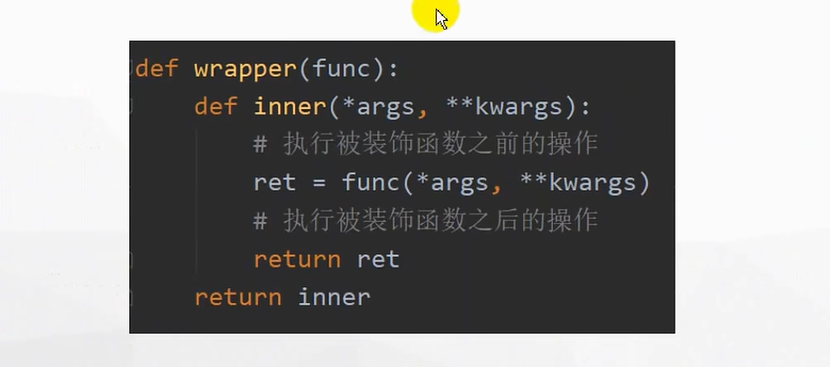 def wrapper(func):
    def inner(*args, **kwargs):
        # 执行被装饰函数之前的操作
        ret = func(*args, **kwargs)
        # 执行被装饰函数之后的操作
        return ret
    return inner